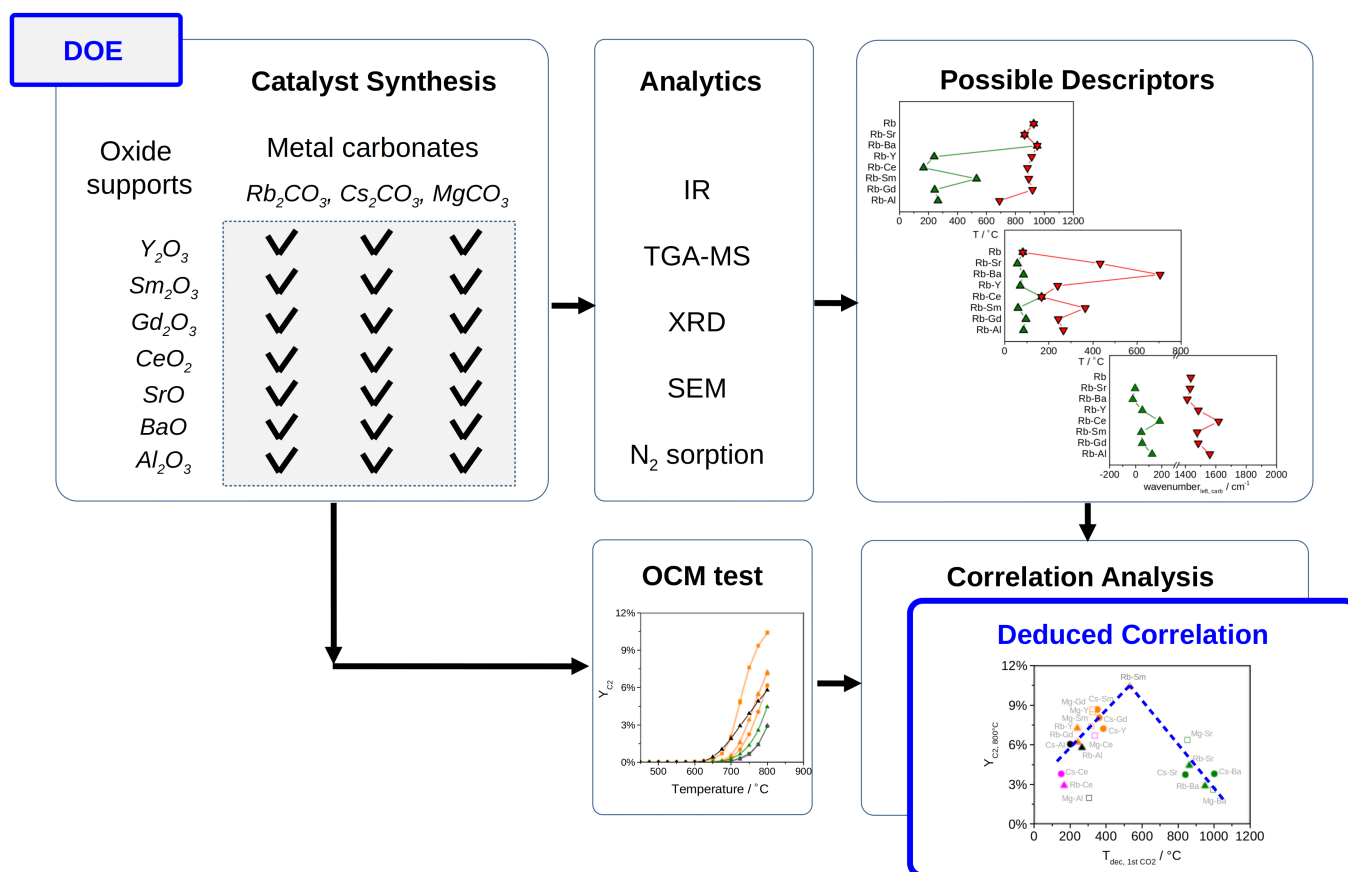 DOE
Catalyst Synthesis
Oxide
supports
Metal carbonates
Rb₂CO₃, Cs₂CO₃, MgCO₃
Y₂O₃
Sm₂O₃
Gd₂O₃
CeO₂
SrO
BaO
Al₂O₃
Analytics
IR
TGA-MS
XRD
SEM
N₂ sorption
Possible Descriptors
Rb
Rb-Sr
Rb-Ba
Rb-Y
Rb-Ce
Rb-Sm
Rb-Gd
Rb-Al
0 200 400 600 800 1000 1200
T / ˚C
Rb
Rb-Sr
Rb-Ba
Rb-Y
Rb-Ce
Rb-Sm
Rb-Gd
Rb-Al
0 200 400 600 800
T / ˚C
Rb
Rb-Sr
Rb-Ba
Rb-Y
Rb-Ce
Rb-Sm
Rb-Gd
Rb-Al
-200 0 200 1400 1600 1800 2000
wavenumber left, carb / cm⁻¹
OCM test
12%
9%
6%
3%
0%
Y C2
500 600 700 800 900
Temperature / ˚C
Correlation Analysis
Deduced Correlation
12%
9%
6%
3%
0%
Y C2, 800°C
Rb-Sm
Mg-Gd
Cs-Sm
Mg-Y
Mg-Sm
Cs-Gd
Rb-Y
Cs-Y
Rb-Gd
Cs-Al
Mg-Ce
Rb-Al
Mg-Sr
Rb-Sr
Cs-Ce
Cs-Sr
Cs-Ba
Rb-Ce
Rb-Ba
Mg-Al
Mg-Ba
0 200 400 600 800 1000 1200
T dec, 1st CO2 / °C